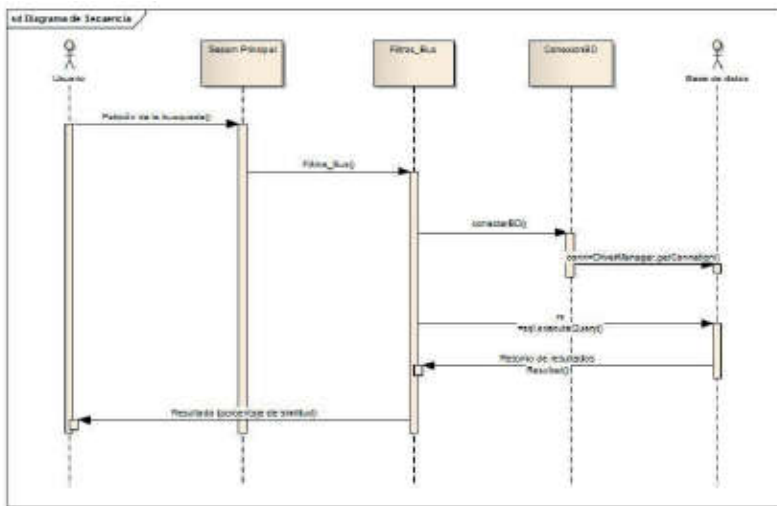 sd Diagrama de Secuencia
Usuario
Sesion Principal
Filtros_Bus
ConexionBD
Base de datos
Petición de la busqueda()
Filtros_Bus()
conectarBD()
conn=DriverManager.getConnection()
rs
=sql.executeQuery()
Retorno de resultados
Resultset()
Resultado (porcentaje de similitud)